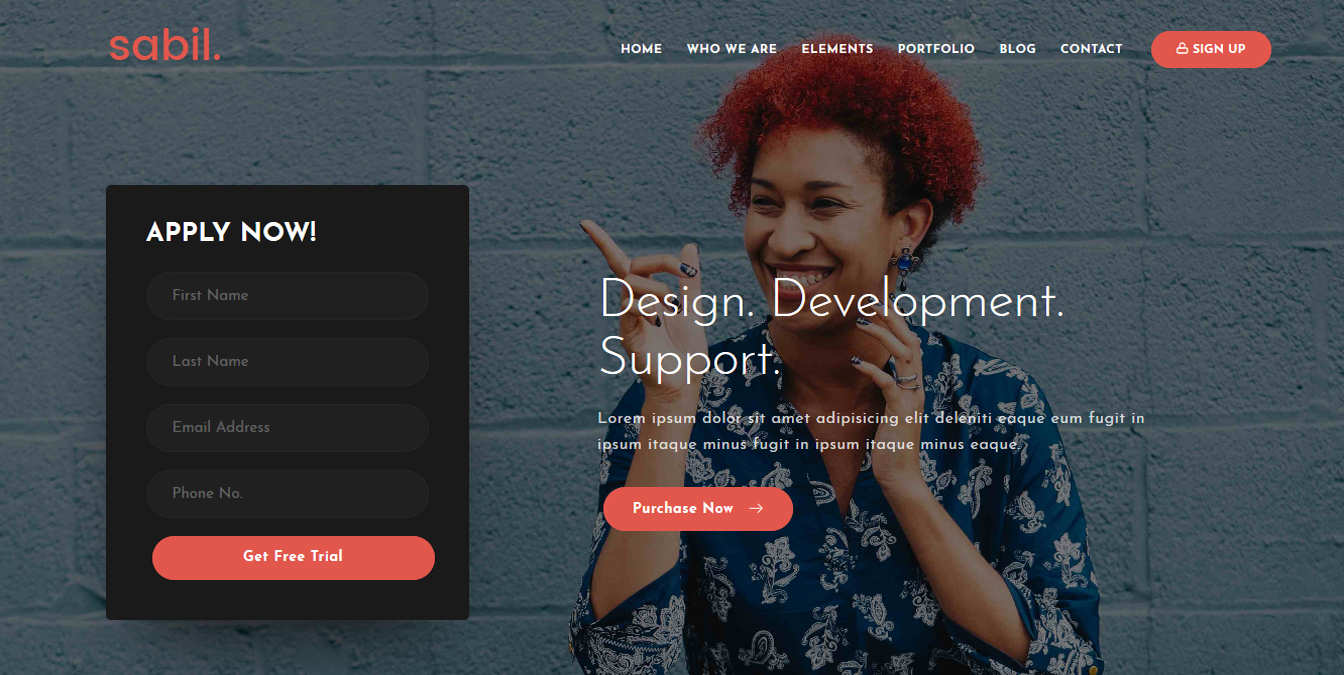 sabil.
HOME WHO WE ARE ELEMENTS PORTFOLIO BLOG CONTACT SIGN UP
APPLY NOW!
First Name
Last Name
Email Address
Phone No.
Get Free Trial
Design. Development.
Support.
Lorem ipsum dolor sit amet adipisicing elit deleniti eaque eum fugit in
ipsum itaque minus fugit in ipsum itaque minus eaque.
Purchase Now